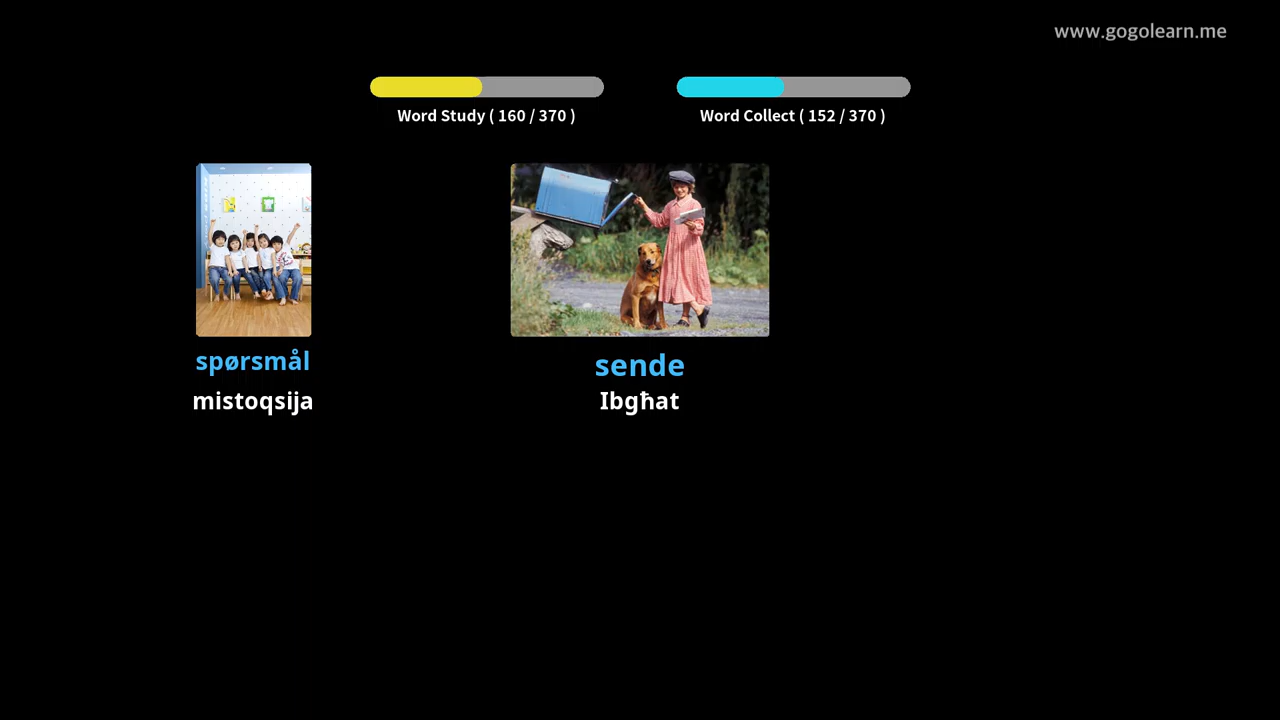 www.gogolearn.me
Word Study ( 160 / 370 )
Word Collect ( 152 / 370 )
spørsmål
mistoqsija
sende
Ibgħat